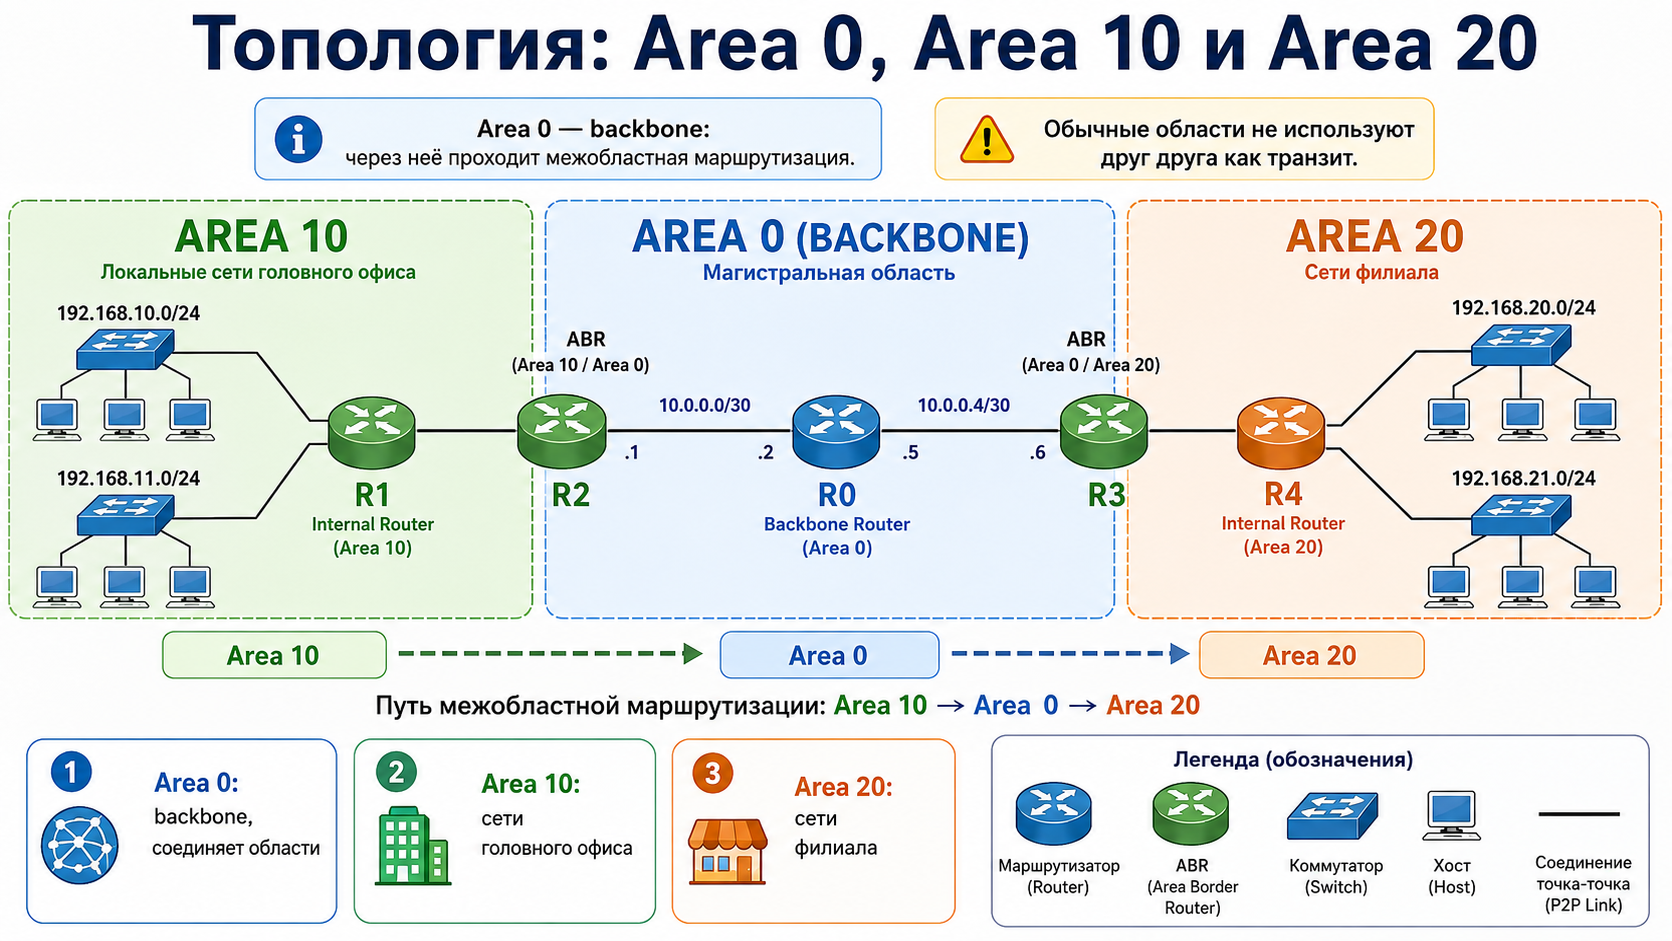 Топология: Area 0, Area 10 и Area 20
Area 0 — backbone:
через неё проходит межобластная маршрутизация.
Обычные области не используют
друг друга как транзит.
AREA 10
Локальные сети головного офиса
192.168.10.0/24
192.168.11.0/24
R1
Internal Router
(Area 10)
ABR
(Area 10 / Area 0)
R2
AREA 0 (BACKBONE)
Магистральная область
10.0.0.0/30
.1
.2
R0
Backbone Router
(Area 0)
10.0.0.4/30
.5
.6
ABR
(Area 0 / Area 20)
R3
AREA 20
Сети филиала
R4
Internal Router
(Area 20)
192.168.20.0/24
192.168.21.0/24
Area 10
Area 0
Area 20
Путь межобластной маршрутизации: Area 10 → Area 0 → Area 20
1
Area 0:
backbone,
соединяет области
2
Area 10:
сети
головного офиса
3
Area 20:
сети
филиала
Легенда (обозначения)
Маршрутизатор
(Router)
ABR
(Area Border
Router)
Коммутатор
(Switch)
Хост
(Host)
Соединение
точка-точка
(P2P Link)